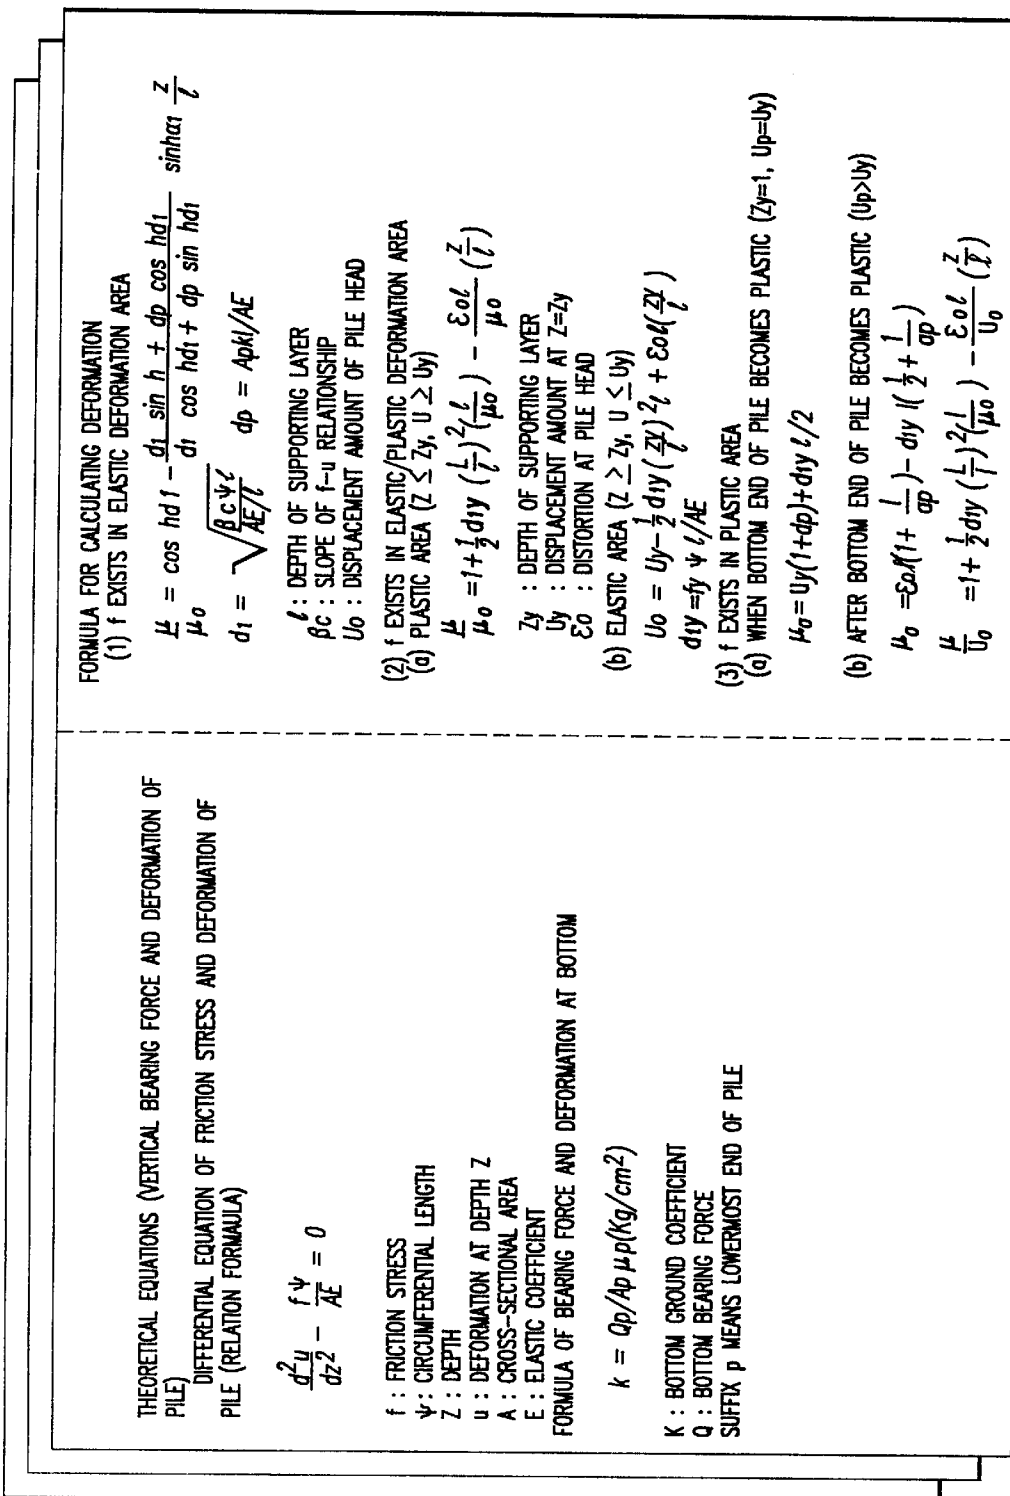 THEORETICAL EQUATIONS (VERTICAL BEARING FORCE AND DEFORMATION OF
PILE)
DIFFERENTIAL EQUATION OF FRICTION STRESS AND DEFORMATION OF
PILE (RELATION FORMAULA)
d²u/dz² - fψ/AE = 0
f : FRICTION STRESS
ψ : CIRCUMFERENTIAL LENGTH
Z : DEPTH
u : DEFORMATION AT DEPTH Z
A : CROSS-SECTIONAL AREA
E : ELASTIC COEFFICIENT
FORMULA OF BEARING FORCE AND DEFORMATION AT BOTTOM
k = Qp/Ap μp(Kg/cm²)
K : BOTTOM GROUND COEFFICIENT
Q : BOTTOM BEARING FORCE
SUFFIX p MEANS LOWERMOST END OF PILE
FORMULA FOR CALCULATING DEFORMATION
(1) f EXISTS IN ELASTIC DEFORMATION AREA
μ/μo = cos hd1 - (d1 sin h + dp cos hd1)/(d1 cos hd1 + dp sin hd1) sinhα1 Z/ℓ
d1 = √(βcψℓ/AE/ℓ) dp = Apkl/AE
ℓ : DEPTH OF SUPPORTING LAYER
βc : SLOPE OF f-u RELATIONSHIP
Uo : DISPLACEMENT AMOUNT OF PILE HEAD
(2) f EXISTS IN ELASTIC/PLASTIC DEFORMATION AREA
(a) PLASTIC AREA (Z ≤ Zy, U ≥ Uy)
μ/μo = 1+½d1y (L/ℓ)²(ℓ/μo) - εoℓ/μo (z/ℓ)
Zy : DEPTH OF SUPPORTING LAYER
Uy : DISPLACEMENT AMOUNT AT Z=Zy
εo : DISTORTION AT PILE HEAD
(b) ELASTIC AREA (Z ≥ Zy, U ≤ Uy)
Uo = Uy-½d1y(ZY/ℓ)²ℓ + εoℓ(ZY/ℓ)
d1y=fy ψ ℓ/AE
(3) f EXISTS IN PLASTIC AREA
(a) WHEN BOTTOM END OF PILE BECOMES PLASTIC (Zy=1, Up=Uy)
μo = Uy(1+dp)+d1y ℓ/2
(b) AFTER BOTTOM END OF PILE BECOMES PLASTIC (Up>Uy)
μo =εoℓ(1+ 1/ap)- d1y l(½ + 1/ap)
μ/Uo =1+ ½ d1y (L/l)²(1/μo) - εoℓ/Uo (z/ℓ)